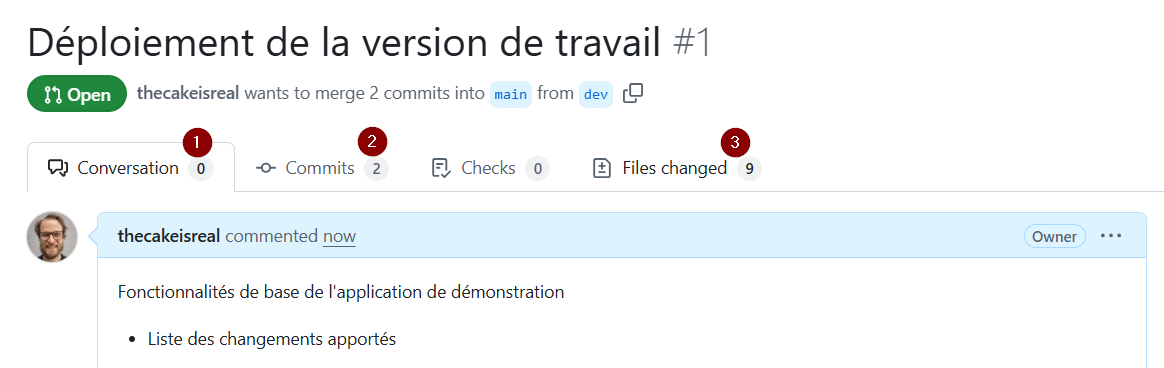 Déploiement de la version de travail #1
Open thecakeisreal wants to merge 2 commits into main from dev
1 2 3
Conversation 0 Commits 2 Checks 0 Files changed 9
thecakeisreal commented now Owner
Fonctionnalités de base de l'application de démonstration
• Liste des changements apportés